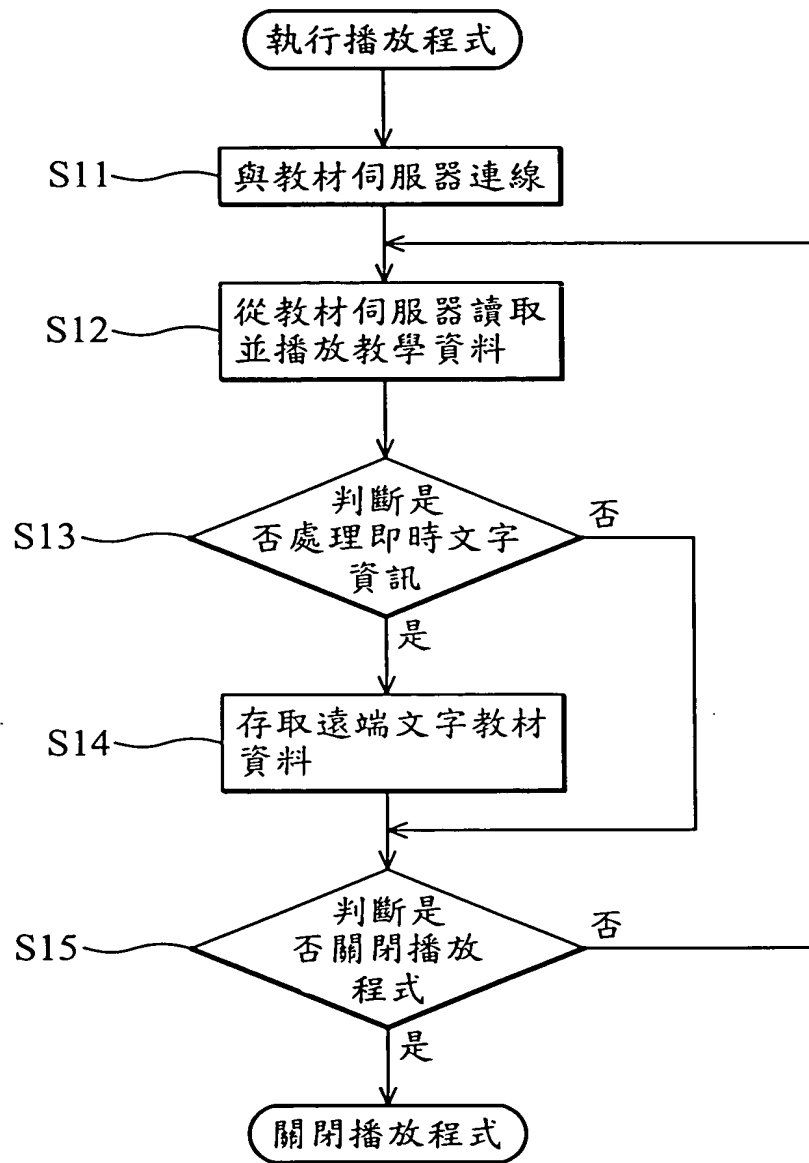 執行播放程式
S11
與教材伺服器連線
S12
從教材伺服器讀取
並播放教學資料
S13
判斷是
否處理即時文字
資訊
否
是
S14
存取遠端文字教材
資料
S15
判斷是
否關閉播放
程式
否
是
關閉播放程式